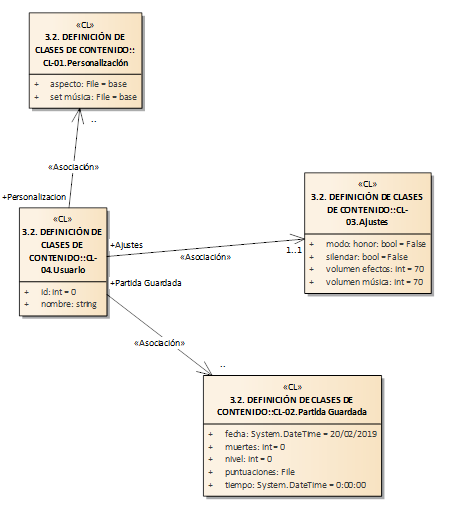 «CL»
3.2. DEFINICIÓN DE
CLASES DE CONTENIDO::
CL-01.Personalización
+ aspecto: File = base
+ set música: File = base
..
«Asociación»
+Personalizacion
«CL»
3.2. DEFINICIÓN DE
CLASES DE
CONTENIDO::CL-
04.Usuario
+ id: int = 0
+ nombre: string
+Ajustes
«Asociación»
1..1
«CL»
3.2. DEFINICIÓN DE CLASES
DE CONTENIDO::CL-
03.Ajustes
+ modo: honor: bool = False
+ silenciar: bool = False
+ volumen efectos: int = 70
+ volumen música: int = 70
+Partida Guardada
«Asociación»
..
«CL»
3.2. DEFINICIÓN DE CLASES DE
CONTENIDO::CL-02.Partida Guardada
+ fecha: System.DateTime = 20/02/2019
+ muertes: int = 0
+ nivel: int = 0
+ puntuaciones: File
+ tiempo: System.DateTime = 0:00:00